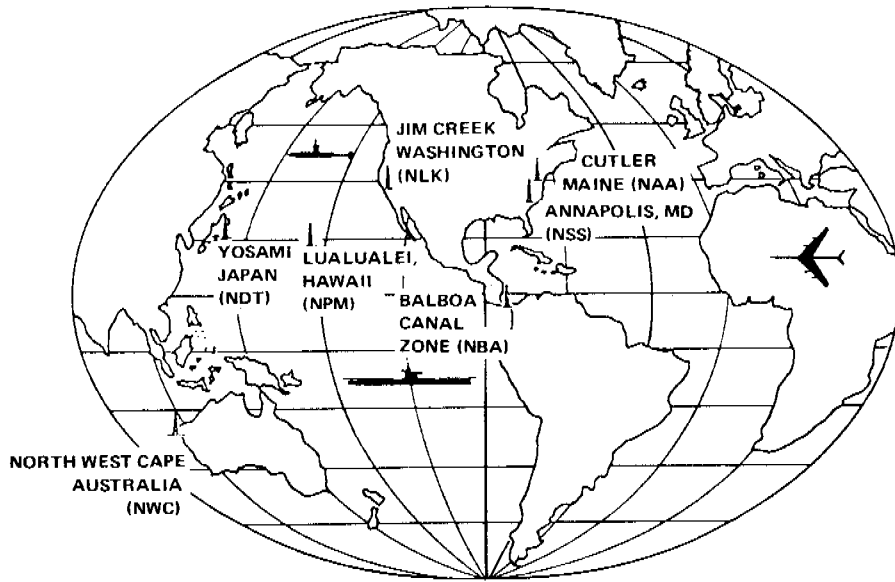 JIM CREEK
WASHINGTON
(NLK)
CUTLER
MAINE (NAA)
ANNAPOLIS, MD
(NSS)
YOSAMI
JAPAN
(NDT)
LUALUALEI,
HAWAII
(NPM)
BALBOA
CANAL
ZONE (NBA)
NORTH WEST CAPE
AUSTRALIA
(NWC)